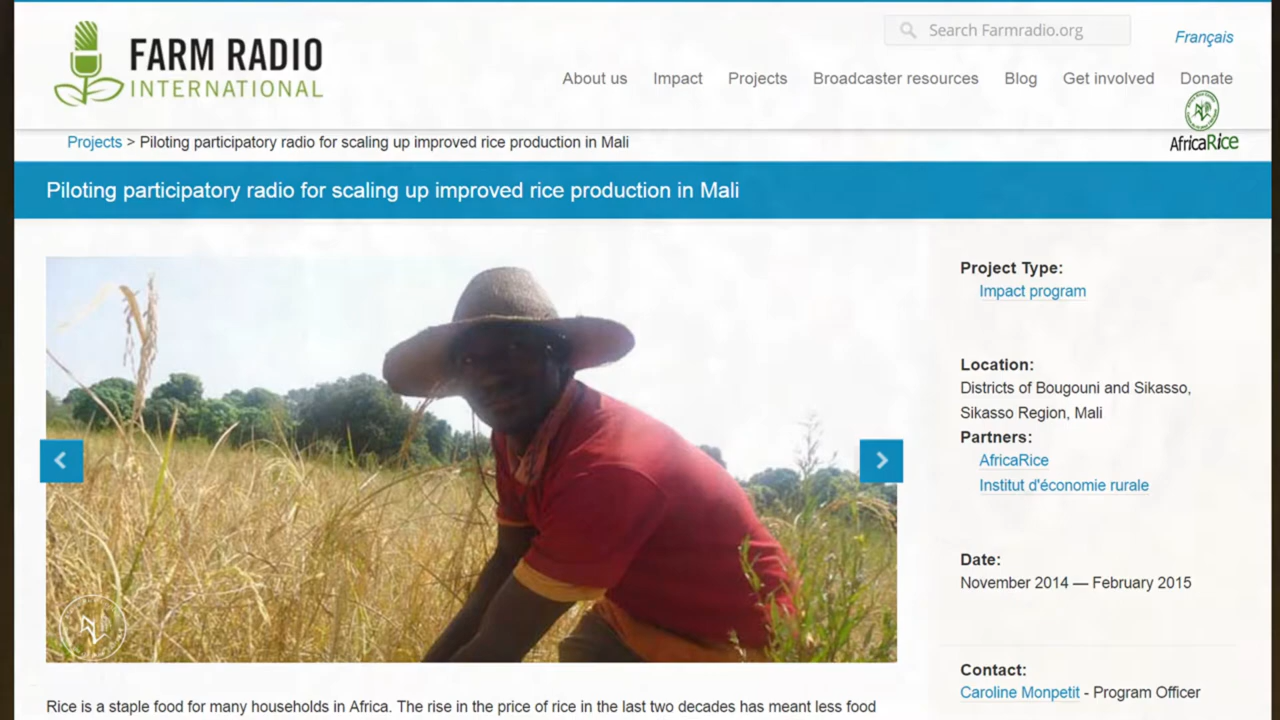 FARM RADIO
INTERNATIONAL
Search Farmradio.org
Français
About us Impact Projects Broadcaster resources Blog Get involved Donate
AfricaRice
Projects > Piloting participatory radio for scaling up improved rice production in Mali
Piloting participatory radio for scaling up improved rice production in Mali
Project Type:
Impact program
Location:
Districts of Bougouni and Sikasso,
Sikasso Region, Mali
Partners:
AfricaRice
Institut d'économie rurale
Date:
November 2014 — February 2015
Contact:
Caroline Monpetit - Program Officer
Rice is a staple food for many households in Africa. The rise in the price of rice in the last two decades has meant less food